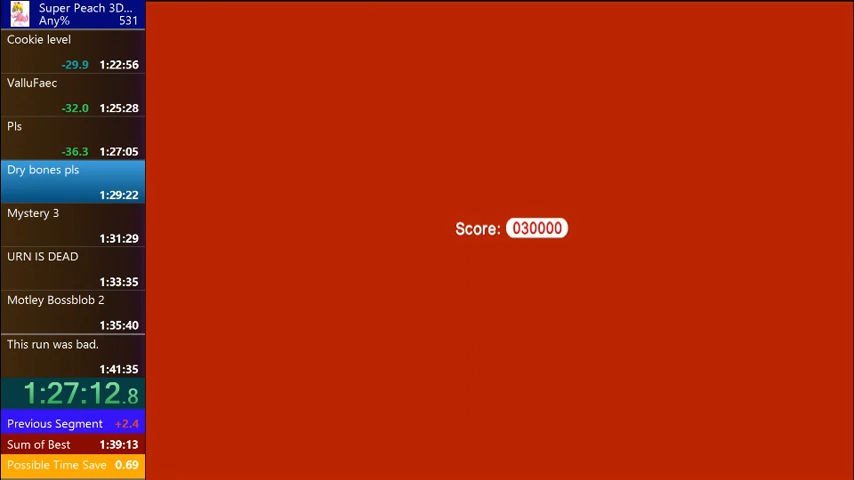 Super Peach 3D...
Any% 531
Cookie level
-29.9 1:22:56
ValluFaec
-32.0 1:25:28
Pls
-36.3 1:27:05
Dry bones pls
1:29:22
Mystery 3
1:31:29
URN IS DEAD
1:33:35
Motley Bossblob 2
1:35:40
This run was bad.
1:41:35
1:27:12.8
Previous Segment +2.4
Sum of Best 1:39:13
Possible Time Save 0.69
Score: 030000